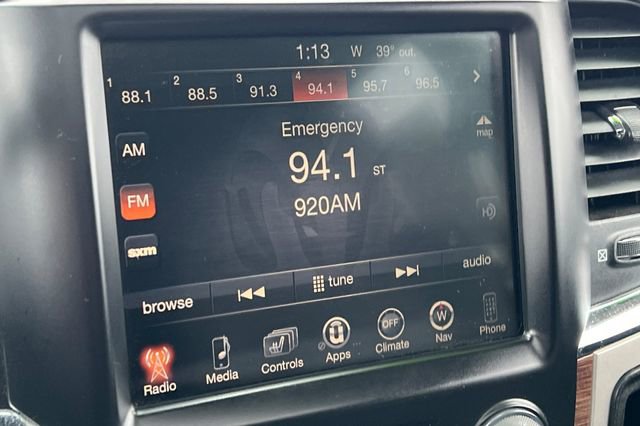 1:13 W 39° out.
1 88.1 2 88.5 3 91.3 4 94.1 5 95.7 6 96.5
Emergency
94.1 ST
920AM
AM
FM
sxm
map
browse tune audio
Radio Media Controls Apps OFF Climate W Nav Phone